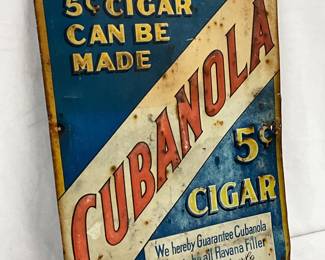 5¢ CIGAR
CAN BE
MADE
CUBANOLA
5¢
CIGAR
We hereby Guarantee Cubanola
all Havana Filler